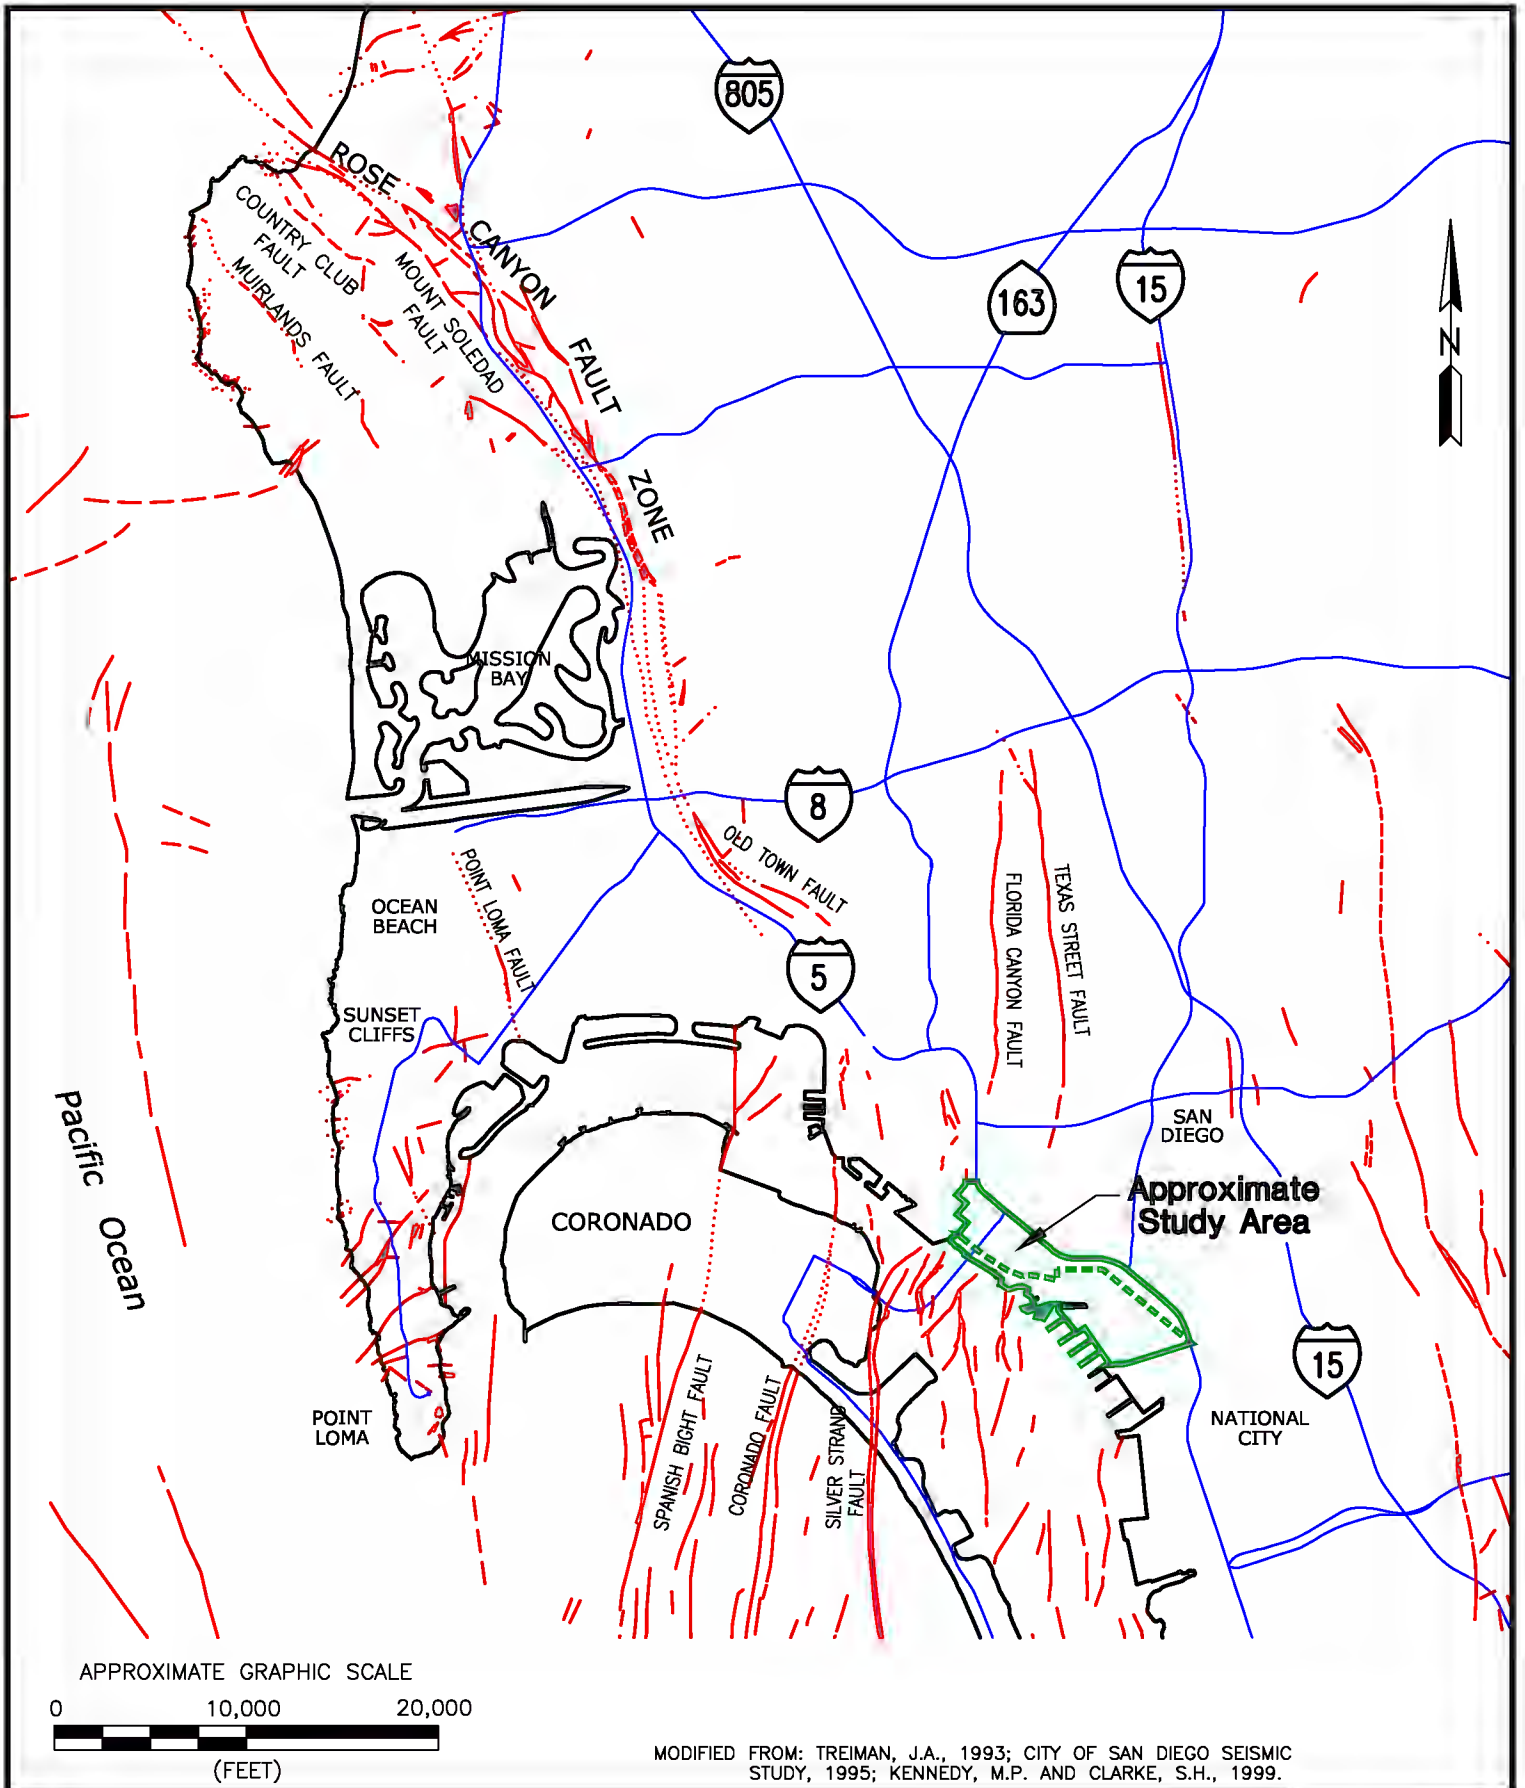 805
ROSE
CANYON
FAULT
ZONE
COUNTRY CLUB
FAULT
MUIRLANDS FAULT
MOUNT SOLEDAD
FAULT
163
15
N
MISSION
BAY
8
OLD TOWN FAULT
POINT LOMA FAULT
OCEAN
BEACH
FLORIDA CANYON FAULT
TEXAS STREET FAULT
5
SUNSET
CLIFFS
Pacific Ocean
SAN
DIEGO
Approximate
Study Area
CORONADO
15
POINT
LOMA
SPANISH BIGHT FAULT
CORONADO FAULT
SILVER STRAND
FAULT
NATIONAL
CITY
APPROXIMATE GRAPHIC SCALE
0 10,000 20,000
(FEET)
MODIFIED FROM: TREIMAN, J.A., 1993; CITY OF SAN DIEGO SEISMIC
STUDY, 1995; KENNEDY, M.P. AND CLARKE, S.H., 1999.